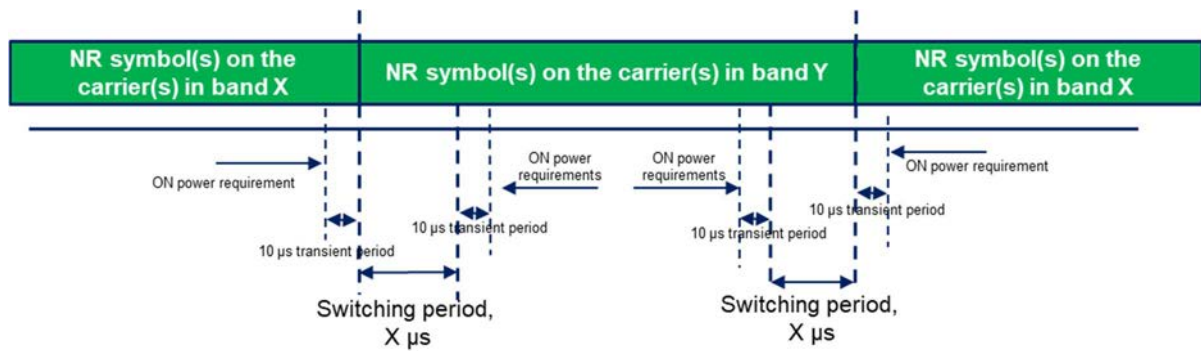 NR symbol(s) on the
carrier(s) in band X
NR symbol(s) on the carrier(s) in band Y
NR symbol(s) on the
carrier(s) in band X
ON power requirement
ON power
requirements
ON power
requirements
ON power requirement
10 µs transient period
10 µs transient period
10 µs transient period
10 µs transient period
Switching period,
X µs
Switching period,
X µs